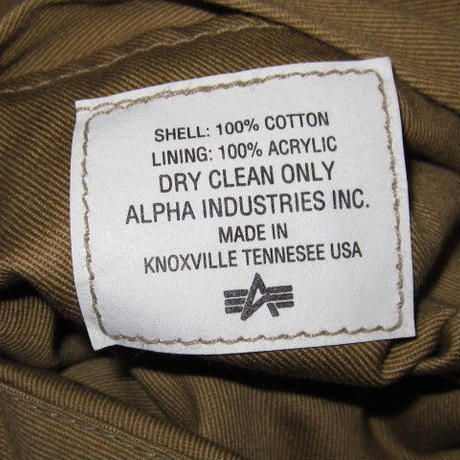 SHELL: 100% COTTON
LINING: 100% ACRYLIC
DRY CLEAN ONLY
ALPHA INDUSTRIES INC.
MADE IN
KNOXVILLE TENNESEE USA